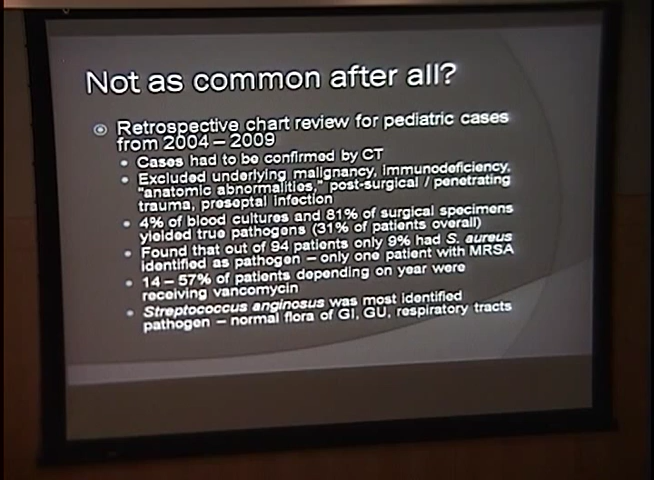 Not as common after all?
Retrospective chart review for pediatric cases
from 2004 – 2009
Cases had to be confirmed by CT
Excluded underlying malignancy, immunodeficiency,
"anatomic abnormalities," post-surgical / penetrating
trauma, preseptal infection
4% of blood cultures and 81% of surgical specimens
yielded true pathogens (31% of patients overall)
Found that out of 94 patients only 9% had S. aureus
identified as pathogen – only one patient with MRSA
14 – 57% of patients depending on year were
receiving vancomycin
Streptococcus anginosus was most identified
pathogen – normal flora of GI, GU, respiratory tracts